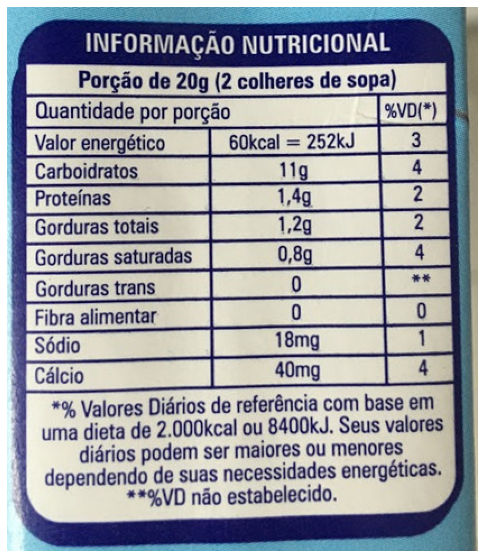 INFORMAÇÃO NUTRICIONAL
Porção de 20g (2 colheres de sopa)
Quantidade por porção %VD(*)
Valor energético 60kcal = 252kJ 3
Carboidratos 11g 4
Proteínas 1,4g 2
Gorduras totais 1,2g 2
Gorduras saturadas 0,8g 4
Gorduras trans 0 **
Fibra alimentar 0 0
Sódio 18mg 1
Cálcio 40mg 4
*% Valores Diários de referência com base em
uma dieta de 2.000kcal ou 8400kJ. Seus valores
diários podem ser maiores ou menores
dependendo de suas necessidades energéticas.
**%VD não estabelecido.